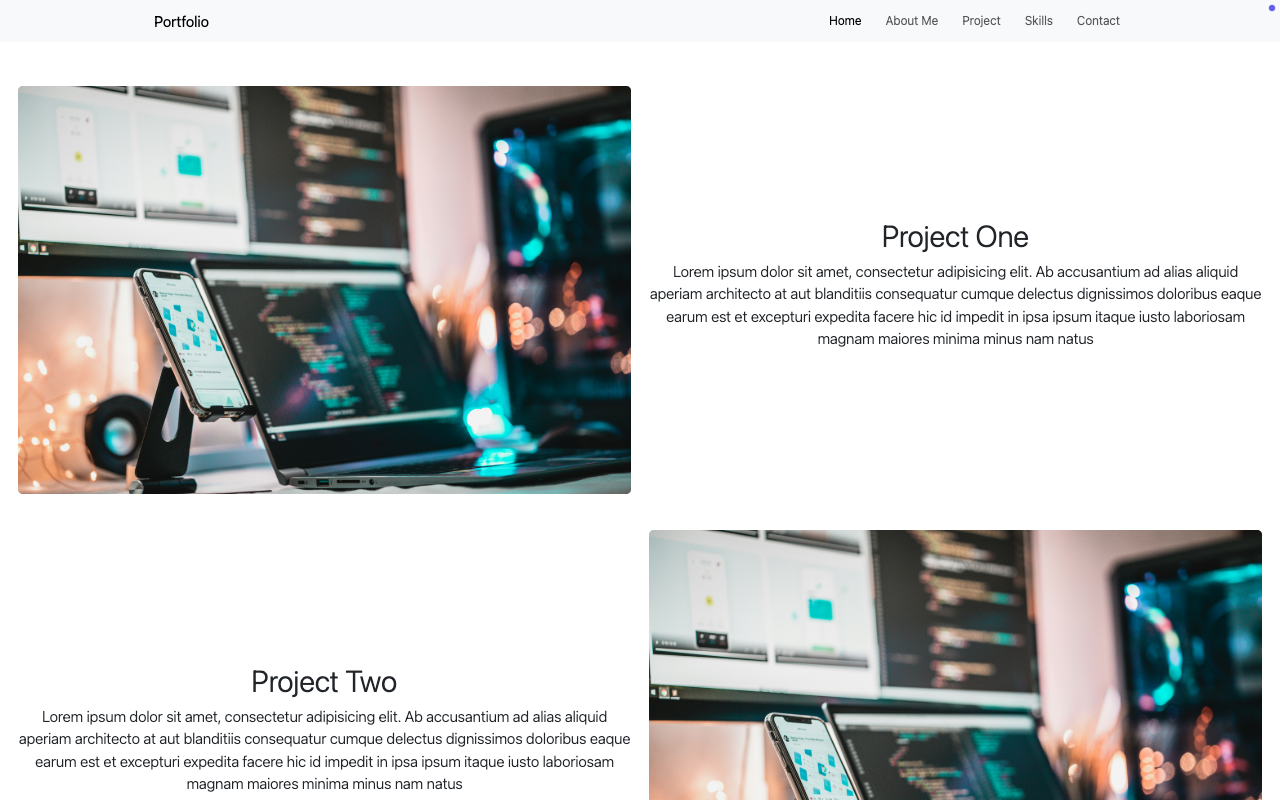 Portfolio
Home
About Me
Project
Skills
Contact
Project One
Lorem ipsum dolor sit amet, consectetur adipisicing elit. Ab accusantium ad alias aliquid
aperiam architecto at aut blanditiis consequatur cumque delectus dignissimos doloribus eaque
earum est et excepturi expedita facere hic id impedit in ipsa ipsum itaque iusto laboriosam
magnam maiores minima minus nam natus
Project Two
Lorem ipsum dolor sit amet, consectetur adipisicing elit. Ab accusantium ad alias aliquid
aperiam architecto at aut blanditiis consequatur cumque delectus dignissimos doloribus eaque
earum est et excepturi expedita facere hic id impedit in ipsa ipsum itaque iusto laboriosam
magnam maiores minima minus nam natus